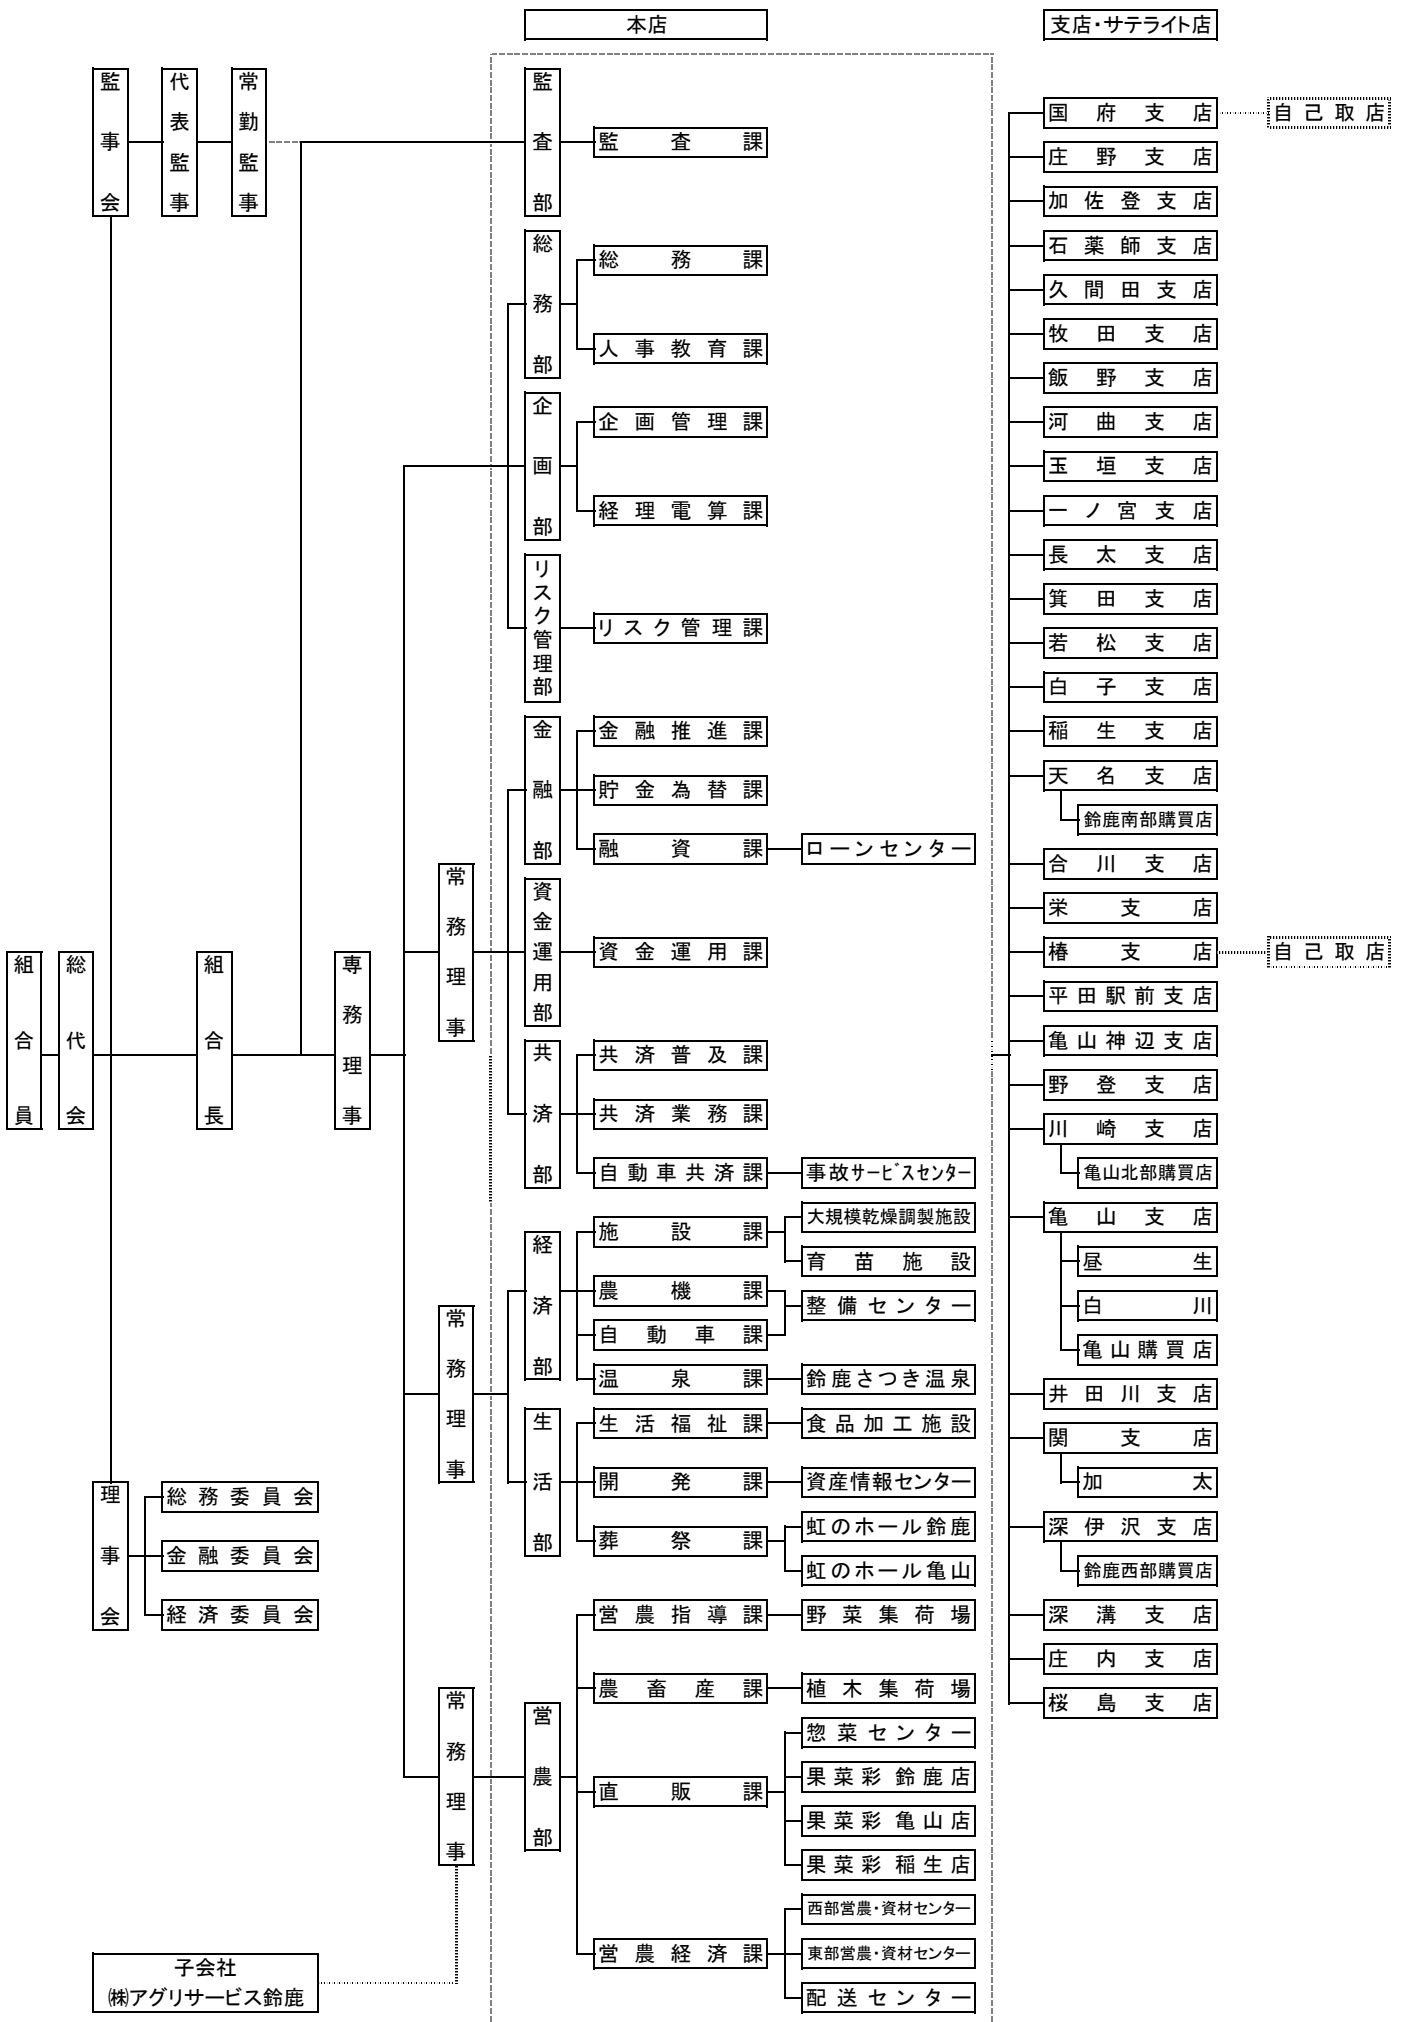 本店
支店・サテライト店
監事会
代表監事
常勤監事
組合員
総代会
組合長
専務理事
常務理事
常務理事
常務理事
理事会
総務委員会
金融委員会
経済委員会
子会社
㈱アグリサービス鈴鹿
監査部
監査課
総務部
総務課
人事教育課
企画部
企画管理課
経理電算課
リスク管理部
リスク管理課
金融部
金融推進課
貯金為替課
融資課
ローンセンター
資金運用部
資金運用課
共済部
共済普及課
共済業務課
自動車共済課
事故サービスセンター
経済部
施設課
大規模乾燥調製施設
育苗施設
農機課
自動車課
整備センター
温泉課
鈴鹿さつき温泉
生活部
生活福祉課
食品加工施設
開発課
資産情報センター
葬祭課
虹のホール鈴鹿
虹のホール亀山
営農部
営農指導課
野菜集荷場
農畜産課
植木集荷場
直販課
惣菜センター
果菜彩 鈴鹿店
果菜彩 亀山店
果菜彩 稲生店
営農経済課
西部営農・資材センター
東部営農・資材センター
配送センター
国府支店
自己取店
庄野支店
加佐登支店
石薬師支店
久間田支店
牧田支店
飯野支店
河曲支店
玉垣支店
一ノ宮支店
長太支店
箕田支店
若松支店
白子支店
稲生支店
天名支店
鈴鹿南部購買店
合川支店
栄支店
椿支店
自己取店
平田駅前支店
亀山神辺支店
野登支店
川崎支店
亀山北部購買店
亀山支店
昼生
白川
亀山購買店
井田川支店
関支店
加太
深伊沢支店
鈴鹿西部購買店
深溝支店
庄内支店
桜島支店